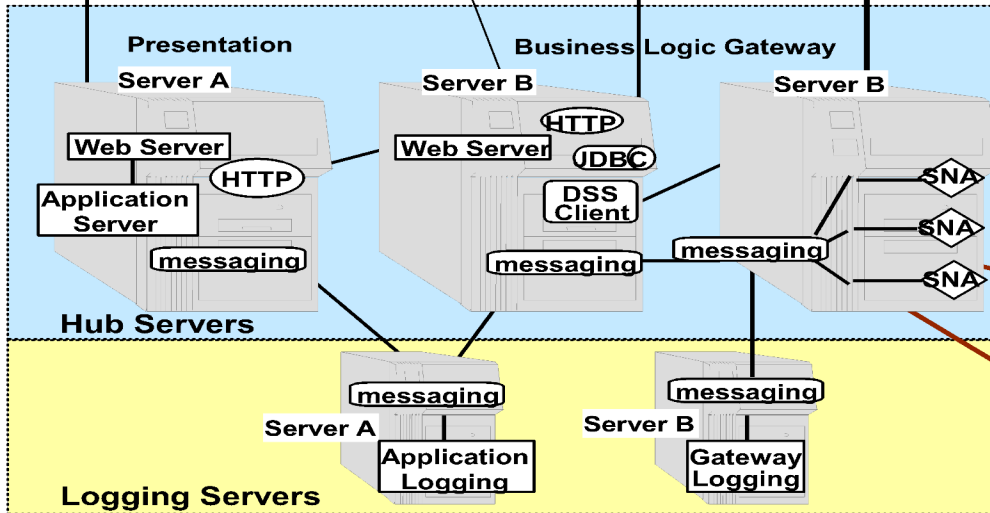 Presentation
Business Logic Gateway
Server A
Server B
Server B
HTTP
Web Server
Web Server
JDBC
HTTP
SNA
Application
Server
DSS
Client
SNA
messaging
messaging
messaging
SNA
Hub Servers
messaging
messaging
Server A
Server B
Application
Logging
Gateway
Logging
Logging Servers